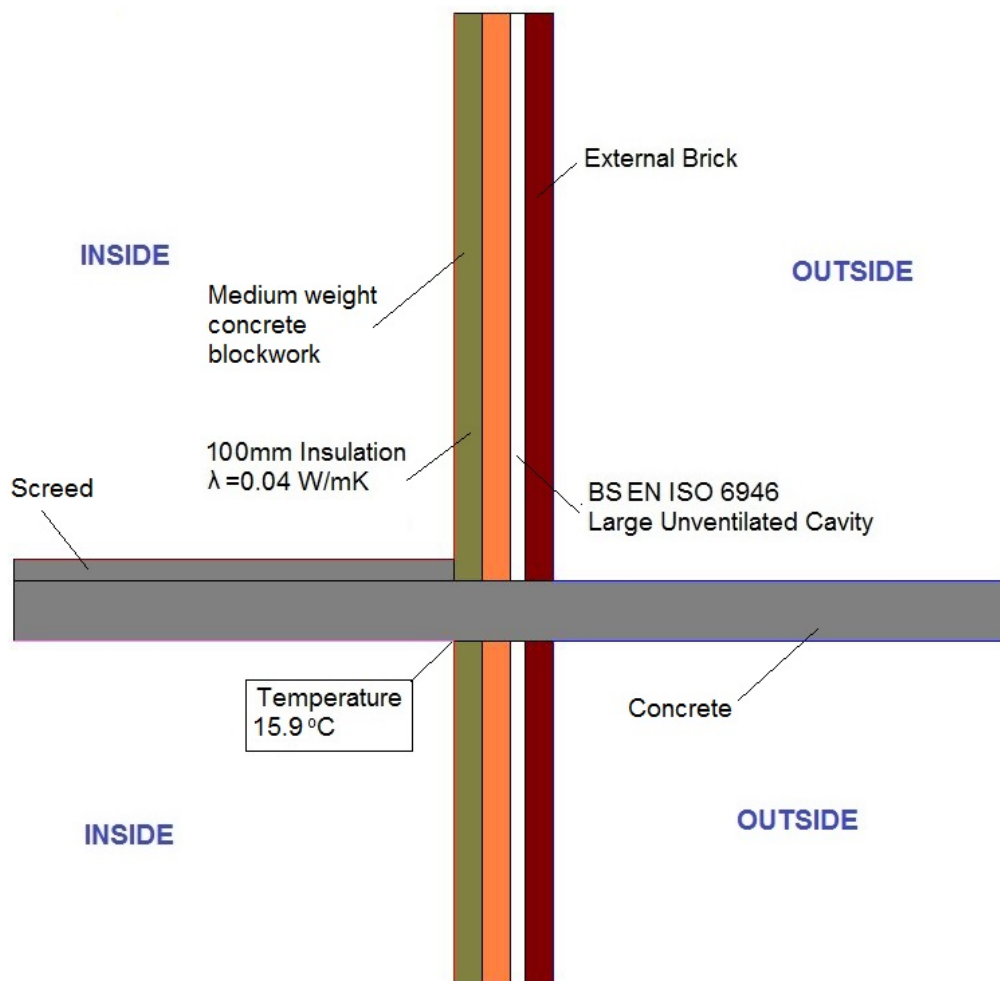 External Brick
INSIDE
OUTSIDE
Medium weight
concrete
blockwork
100mm Insulation
λ=0.04 W/mK
Screed
BS EN ISO 6946
Large Unventilated Cavity
Temperature
15.9 ºC
Concrete
INSIDE
OUTSIDE